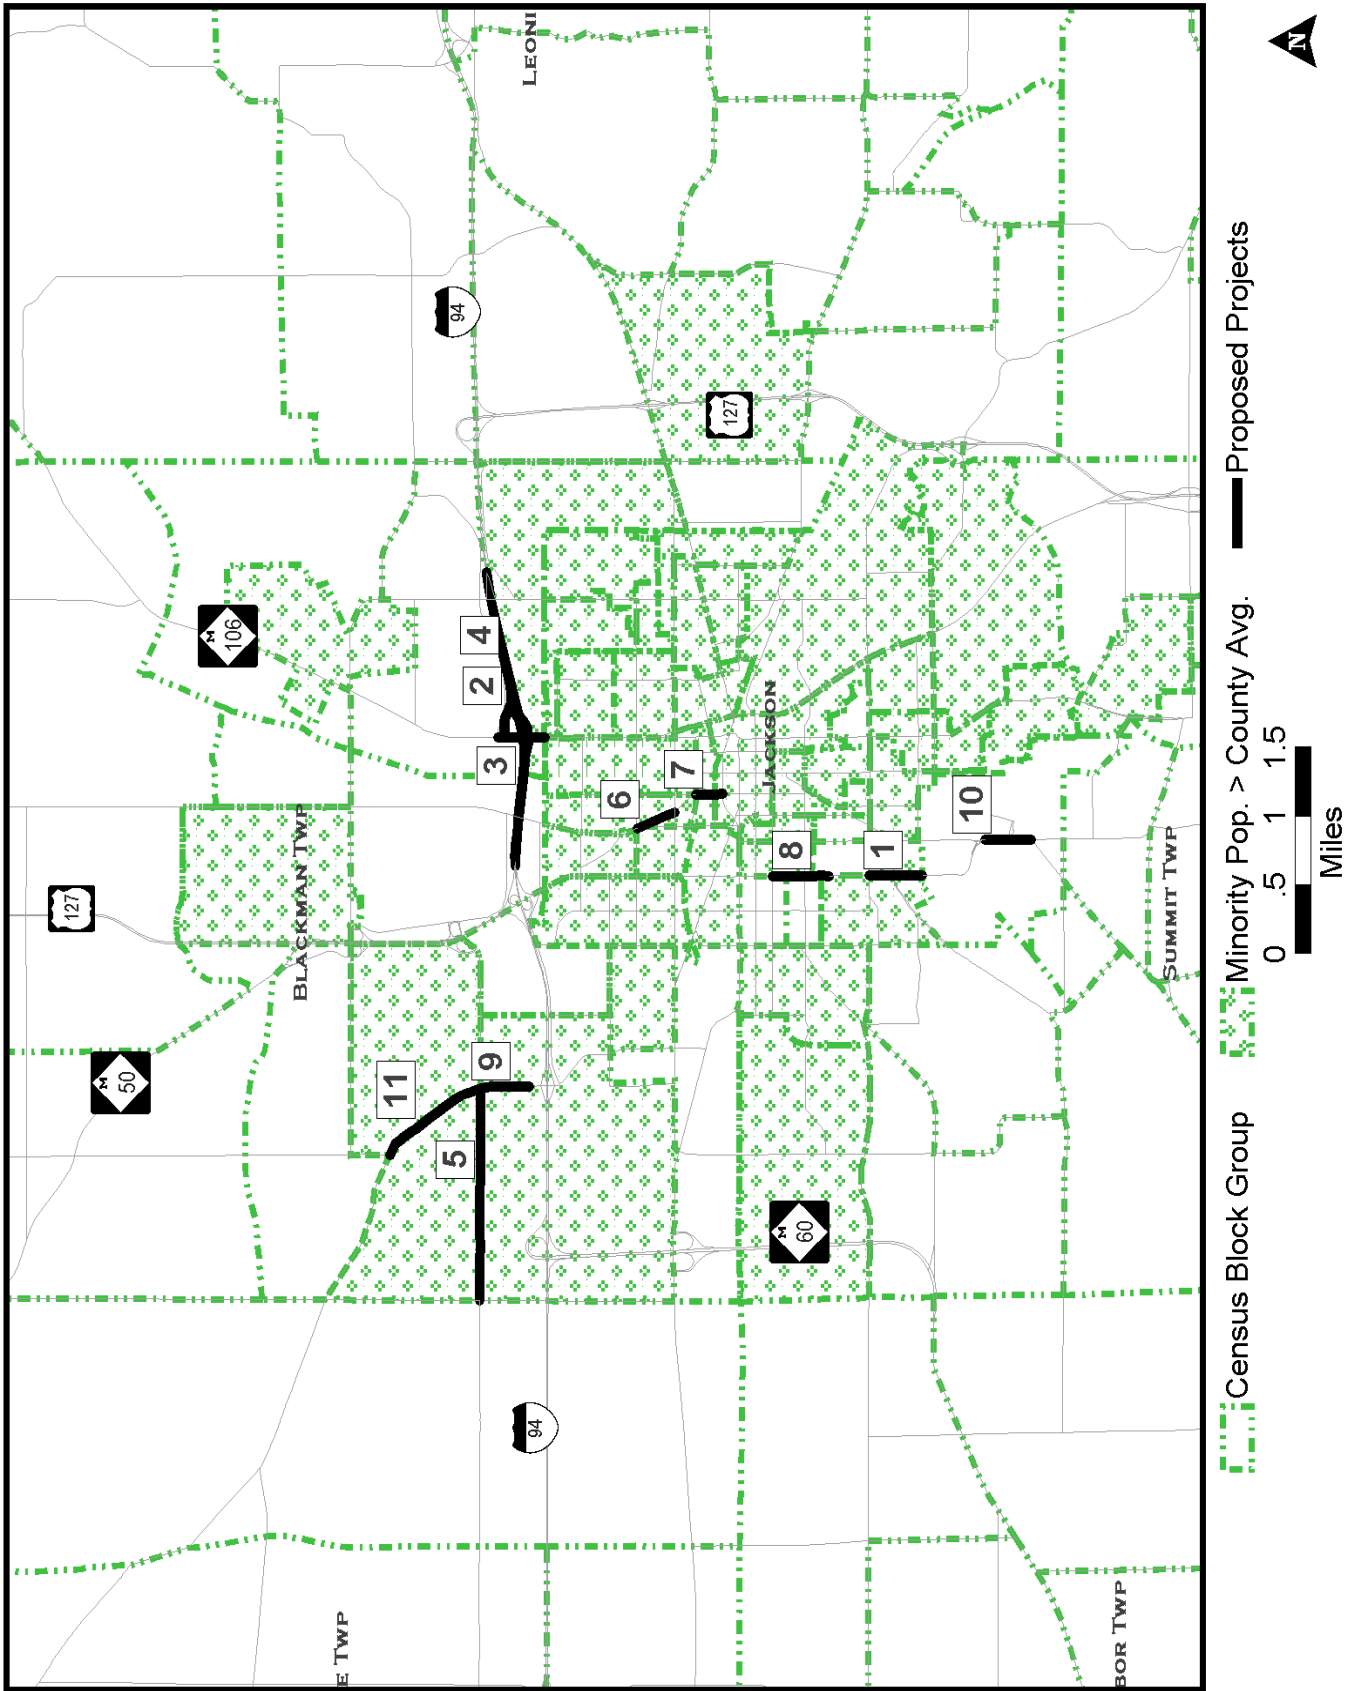 LEONI
94
127
M
106
4
2
3
7
6
JACKSON
8
1
10
BLACKMAN TWP
127
SUMMIT TWP
M
50
11
9
5
M
60
94
E TWP
BOR TWP
Census Block Group
Minority Pop. > County Avg.
Proposed Projects
0 .5 1 1.5
Miles
N